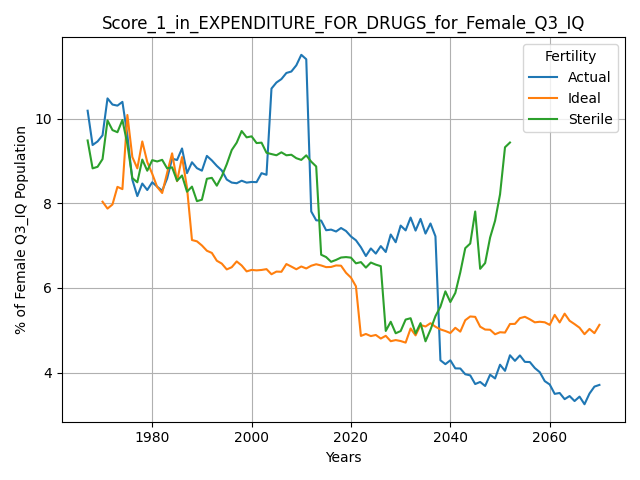 Score_1_in_EXPENDITURE_FOR_DRUGS_for_Female_Q3_IQ
Fertility
Actual
Ideal
Sterile
% of Female Q3_IQ Population
10
8
6
4
1980 2000 2020 2040 2060
Years